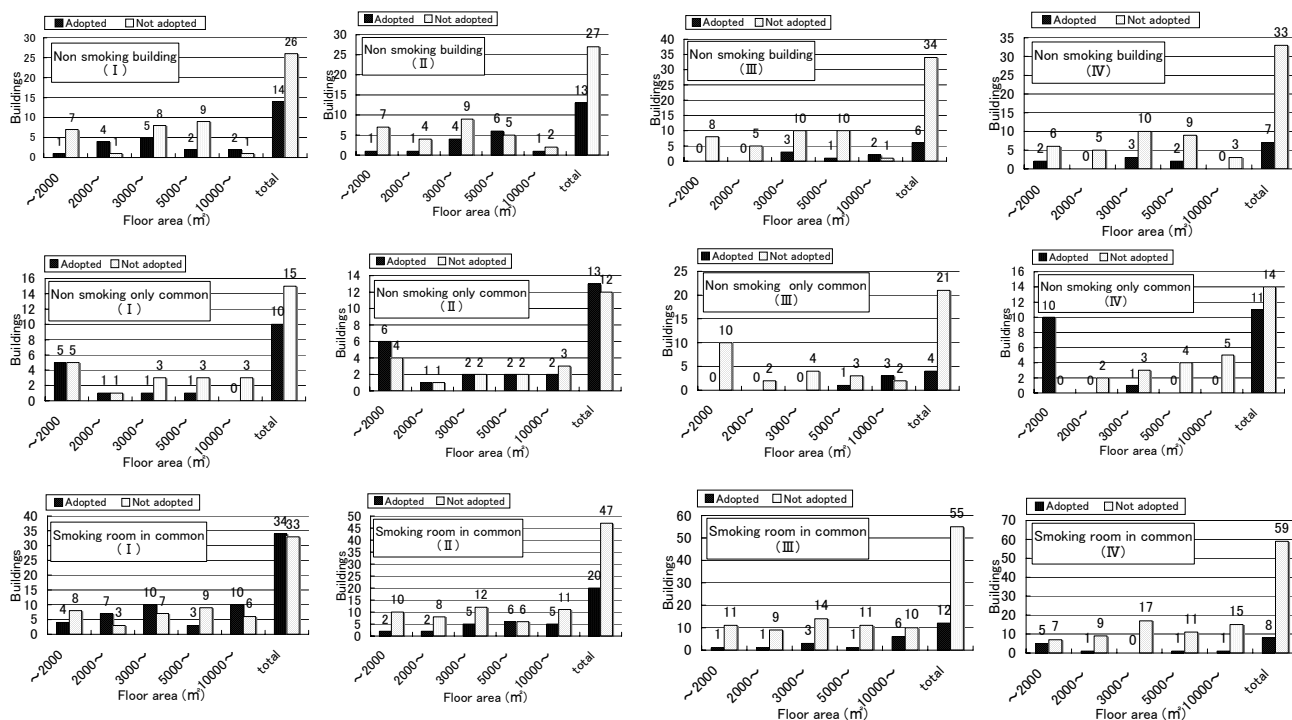 Adopted Not adopted
Non smoking building
(Ⅰ)
Buildings
30
25
20
15
10
5
0
1 7 4 1 5 8 2 9 2 1 14 26
～2000 2000～ 3000～ 5000～ 10000～ total
Floor area (㎡)
Adopted Not adopted
Non smoking building
(Ⅱ)
Buildings
30
25
20
15
10
5
0
1 7 1 4 4 9 6 5 1 2 13 27
～2000 2000～ 3000～ 5000～ 10000～ total
Floor area (㎡)
Adopted Not adopted
Non smoking building
(Ⅲ)
Buildings
40
35
30
25
20
15
10
5
0
0 8 0 5 3 10 1 10 2 1 6 34
～2000 2000～ 3000～ 5000～ 10000～ total
Floor area (㎡)
Adopted Not adopted
Non smoking building
(Ⅳ)
Buildings
35
30
25
20
15
10
5
0
2 6 0 5 3 10 2 9 0 3 7 33
～2000 2000～ 3000～ 5000～ 10000～ total
Floor area (㎡)
Adopted Not adopted
Non smoking only common
(Ⅰ)
Buildings
16
14
12
10
8
6
4
2
0
5 5 1 1 1 3 1 3 0 3 10 15
～2000 2000～ 3000～ 5000～ 10000～ total
Floor area (㎡)
Adopted Not adopted
Non smoking only common
(Ⅱ)
Buildings
14
12
10
8
6
4
2
0
6 4 1 1 2 2 2 2 2 3 13 12
～2000 2000～ 3000～ 5000～ 10000～ total
Floor area (㎡)
Adopted Not adopted
Non smoking only common
(Ⅲ)
Buildings
25
20
15
10
5
0
0 10 0 2 0 4 1 3 3 2 4 21
～2000 2000～ 3000～ 5000～ 10000～ total
Floor area (㎡)
Adopted Not adopted
Non smoking only common
(Ⅳ)
Buildings
16
14
12
10
8
6
4
2
0
10 0 0 2 1 3 0 4 0 5 11 14
～2000 2000～ 3000～ 5000～ 10000～ total
Floor area (㎡)
Adopted Not adopted
Smoking room in common
(Ⅰ)
Buildings
40
35
30
25
20
15
10
5
0
4 8 7 3 10 7 3 9 10 6 34 33
～2000 2000～ 3000～ 5000～ 10000～ total
Floor area (㎡)
Adopted Not adopted
Smoking room in common
(Ⅱ)
Buildings
50
45
40
35
30
25
20
15
10
5
0
2 10 2 8 5 12 6 6 5 11 20 47
～2000 2000～ 3000～ 5000～ 10000～ total
Floor area (㎡)
Adopted Not adopted
Smoking room in common
(Ⅲ)
Buildings
60
50
40
30
20
10
0
1 11 1 9 3 14 1 11 6 10 12 55
～2000 2000～ 3000～ 5000～ 10000～ total
Floor area (㎡)
Adopted Not adopted
Smoking room in common
(Ⅳ)
Buildings
70
60
50
40
30
20
10
0
5 7 1 9 0 17 1 11 1 15 8 59
～2000 2000～ 3000～ 5000～ 10000～ total
Floor area (㎡)